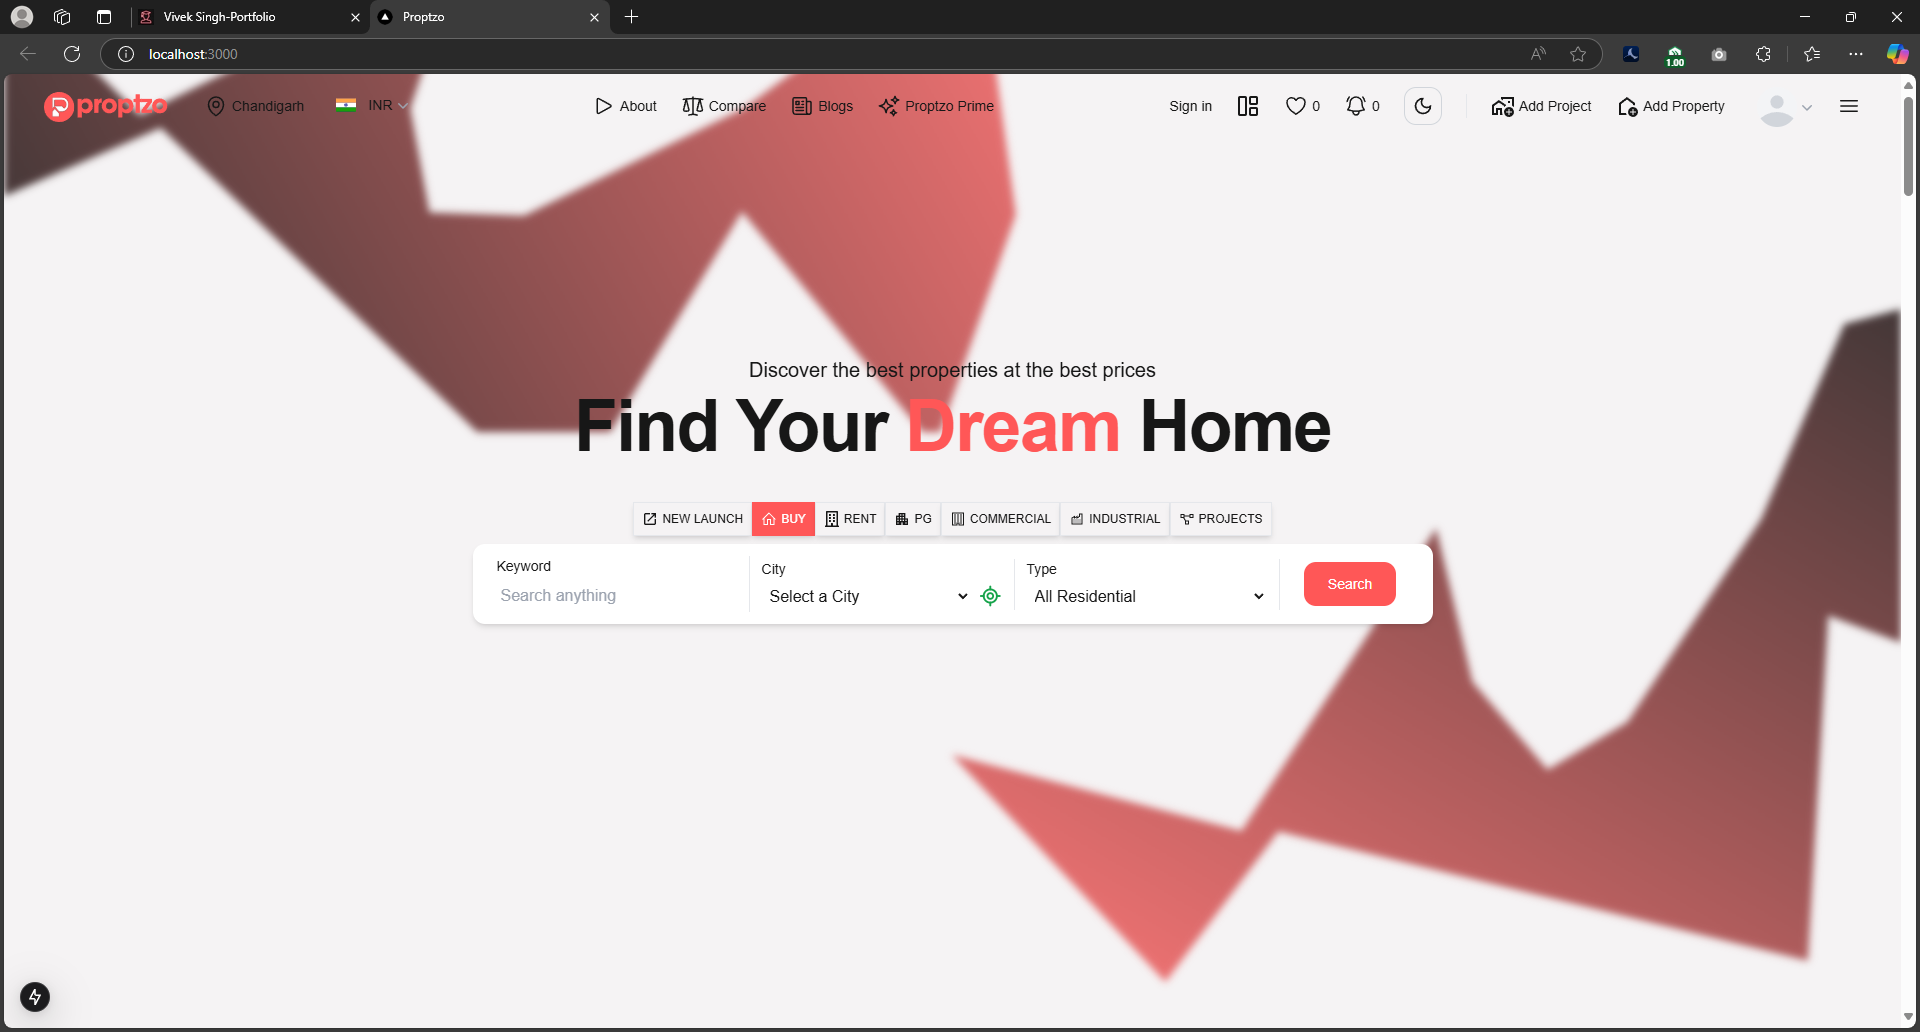 Vivek Singh-Portfolio
Proptzo
localhost:3000
1.00
proptzo
Chandigarh
INR
About
Compare
Blogs
Proptzo Prime
Sign in
0
0
Add Project
Add Property
Discover the best properties at the best prices
Find Your Dream Home
NEW LAUNCH
BUY
RENT
PG
COMMERCIAL
INDUSTRIAL
PROJECTS
Keyword
City
Type
Search anything
Select a City
All Residential
Search